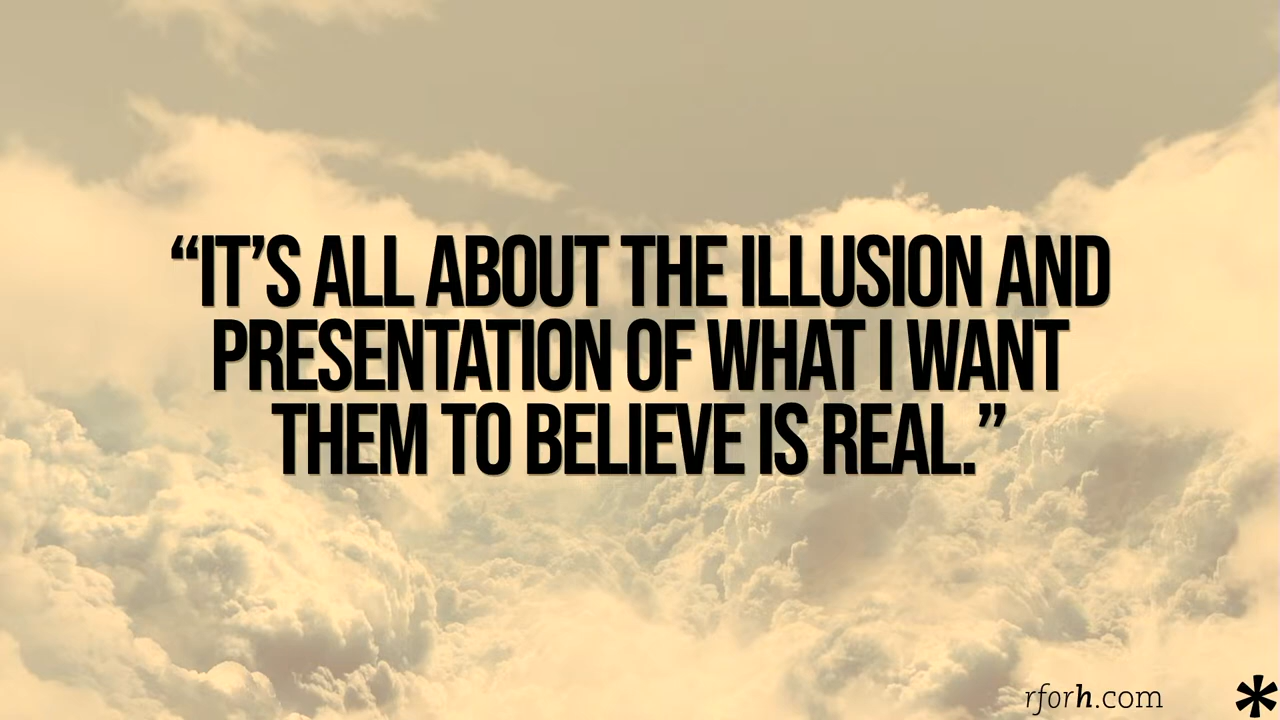 “IT’S ALL ABOUT THE ILLUSION AND
PRESENTATION OF WHAT I WANT
THEM TO BELIEVE IS REAL.”
rforh.com
*